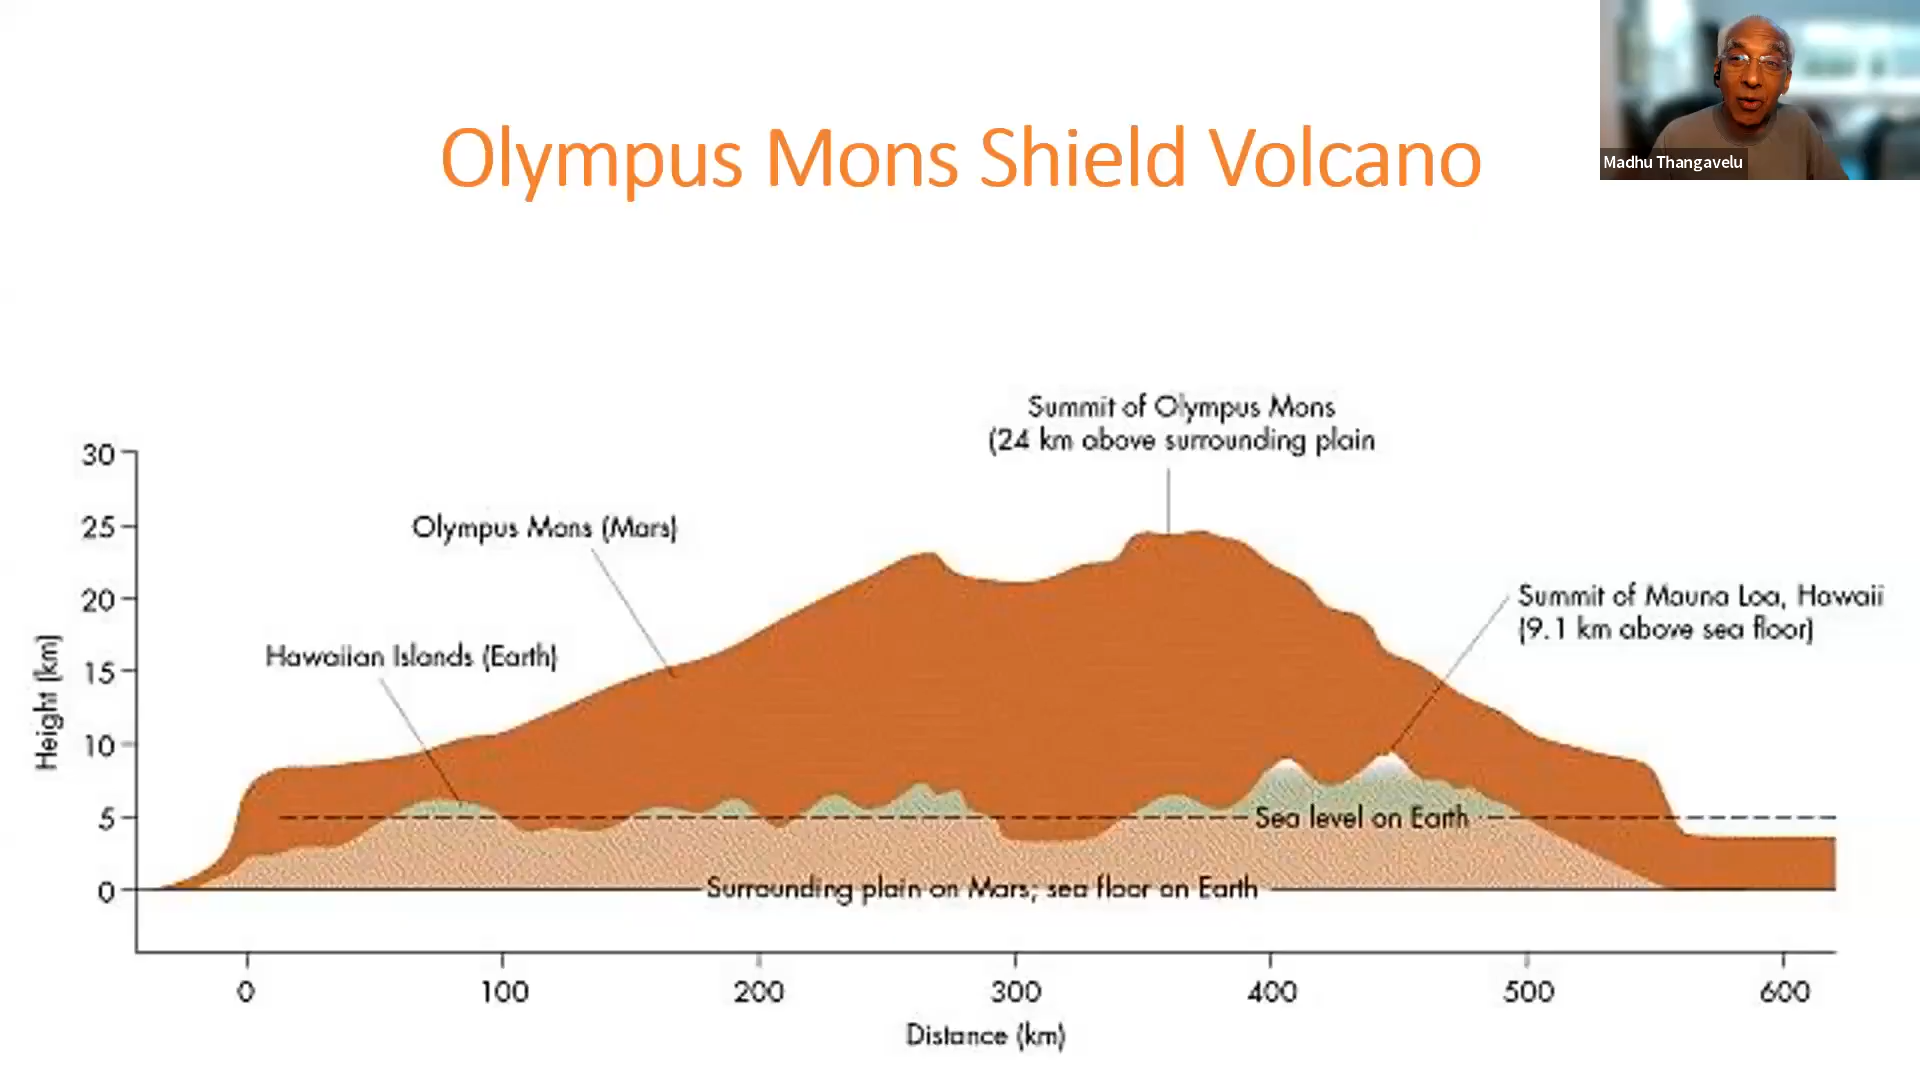 Olympus Mons Shield Volcano
Madhu Thangavelu
Summit of Olympus Mons
(24 km above surrounding plain
Olympus Mons (Mars)
Hawaiian Islands (Earth)
Summit of Mauna Loa, Hawaii
(9.1 km above sea floor)
Height (km)
30
25
20
15
10
5
0
Sea level on Earth
Surrounding plain on Mars; sea floor on Earth
0 100 200 300 400 500 600
Distance (km)